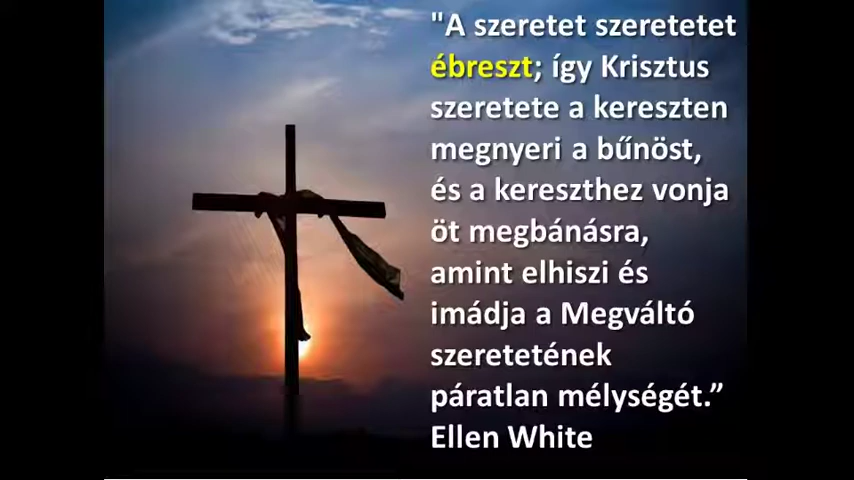 "A szeretet szeretetet
ébreszt; így Krisztus
szeretete a kereszten
megnyeri a bűnöst,
és a kereszthez vonja
öt megbánásra,
amint elhiszi és
imádja a Megváltó
szeretetének
páratlan mélységét.”
Ellen White